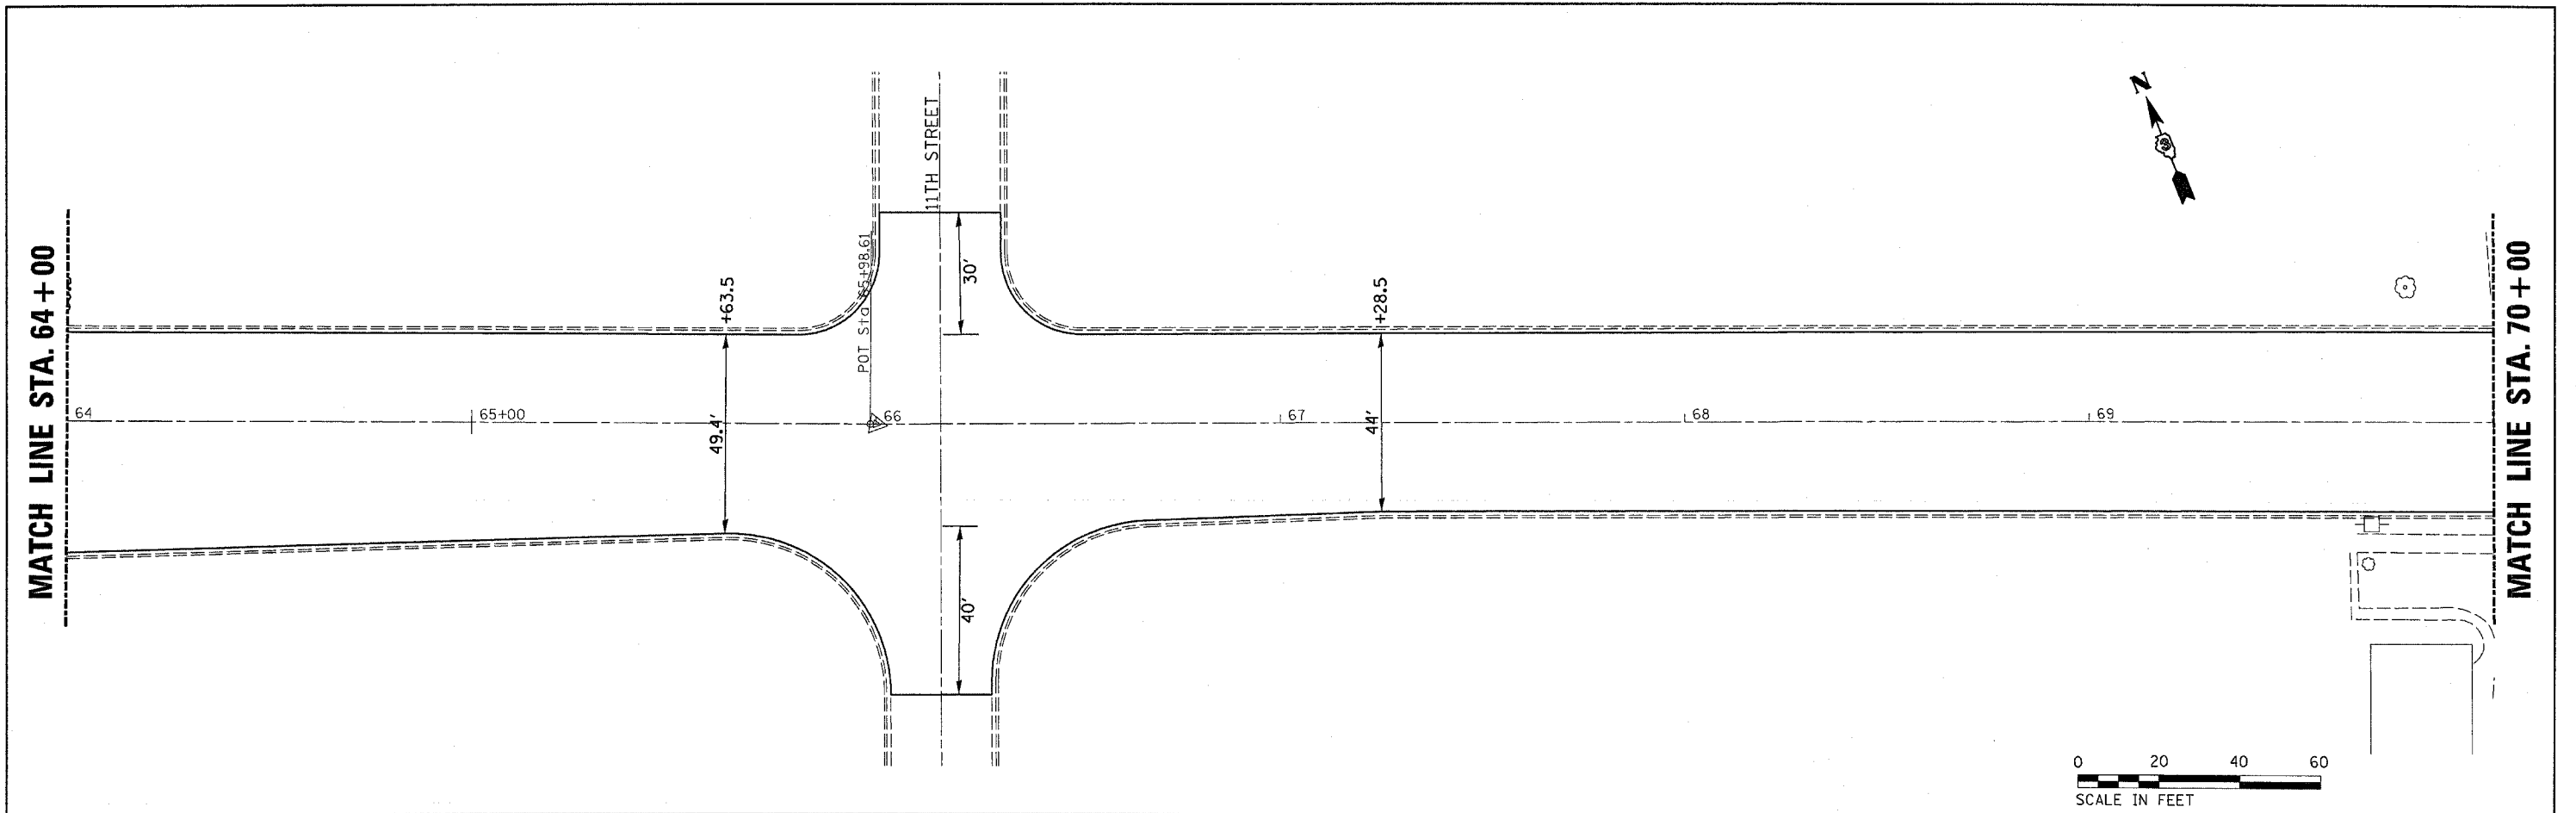 N
11TH STREET
POT Sta 65+98.61
30'
+63.5
+28.5
MATCH LINE STA. 64+00
MATCH LINE STA. 70+00
64
65+00
66
67
68
69
49.4'
44'
40'
0 20 40 60
SCALE IN FEET